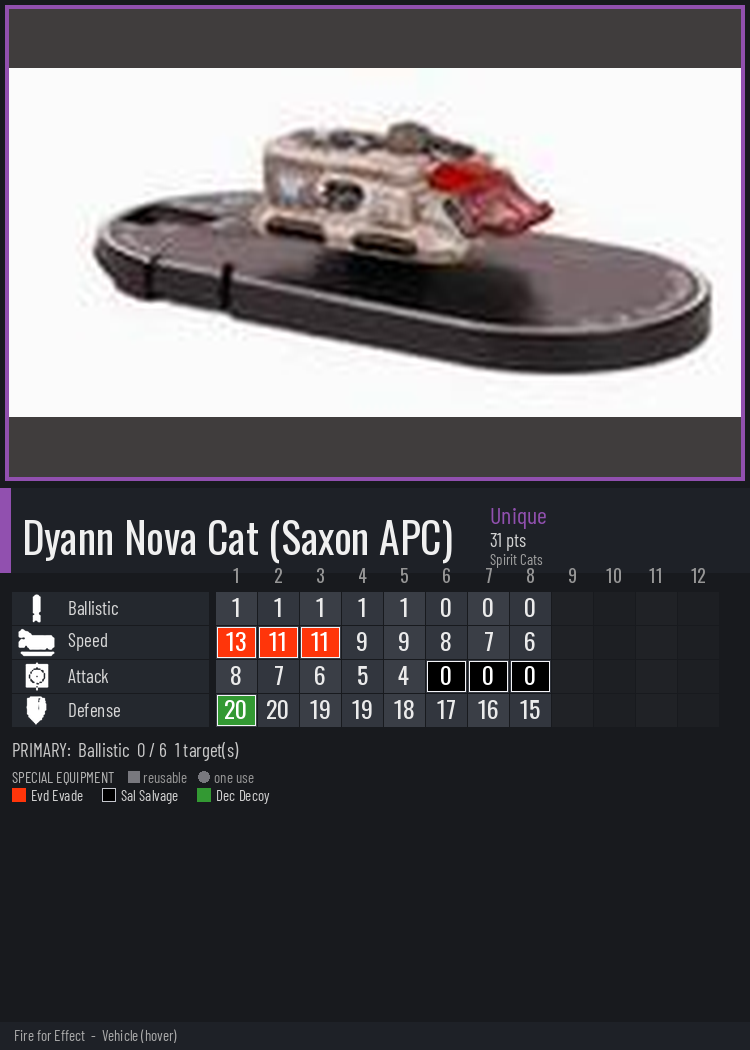 Dyann Nova Cat (Saxon APC)
Unique
31 pts
Spirit Cats
1 2 3 4 5 6 7 8 9 10 11 12
Ballistic 1 1 1 1 1 0 0 0
Speed 13 11 11 9 9 8 7 6
Attack 8 7 6 5 4 0 0 0
Defense 20 20 19 19 18 17 16 15
PRIMARY: Ballistic 0 / 6 1 target(s)
SPECIAL EQUIPMENT reusable one use
Evd Evade Sal Salvage Dec Decoy
Fire for Effect - Vehicle (hover)